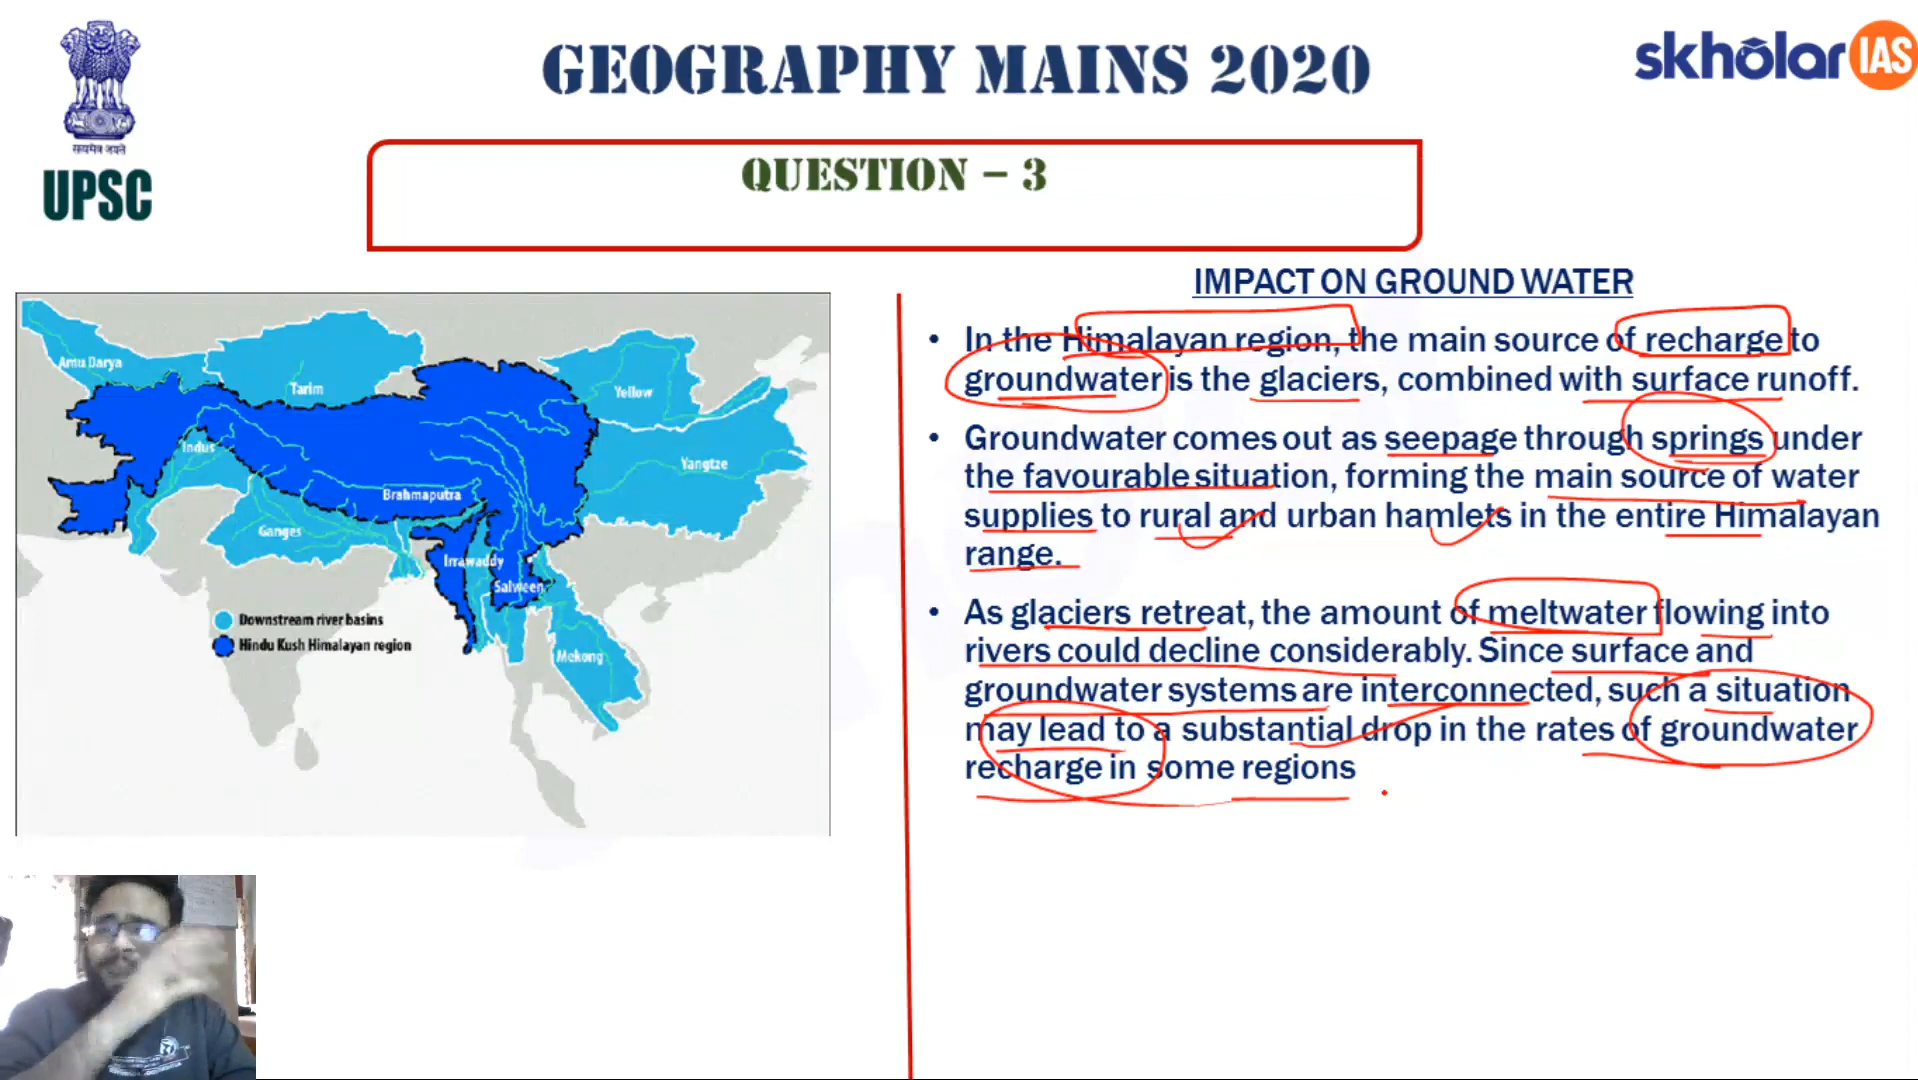 सत्यमेव जयते
UPSC
GEOGRAPHY MAINS 2020
skholar IAS
QUESTION – 3
Amu Darya
Tarim
Yellow
Indus
Yangtze
Brahmaputra
Ganges
Irrawaddy
Salween
Mekong
Downstream river basins
Hindu Kush Himalayan region
IMPACT ON GROUND WATER
• In the Himalayan region, the main source of recharge to
groundwater is the glaciers, combined with surface runoff.
• Groundwater comes out as seepage through springs under
the favourable situation, forming the main source of water
supplies to rural and urban hamlets in the entire Himalayan
range.
• As glaciers retreat, the amount of meltwater flowing into
rivers could decline considerably. Since surface and
groundwater systems are interconnected, such a situation
may lead to a substantial drop in the rates of groundwater
recharge in some regions